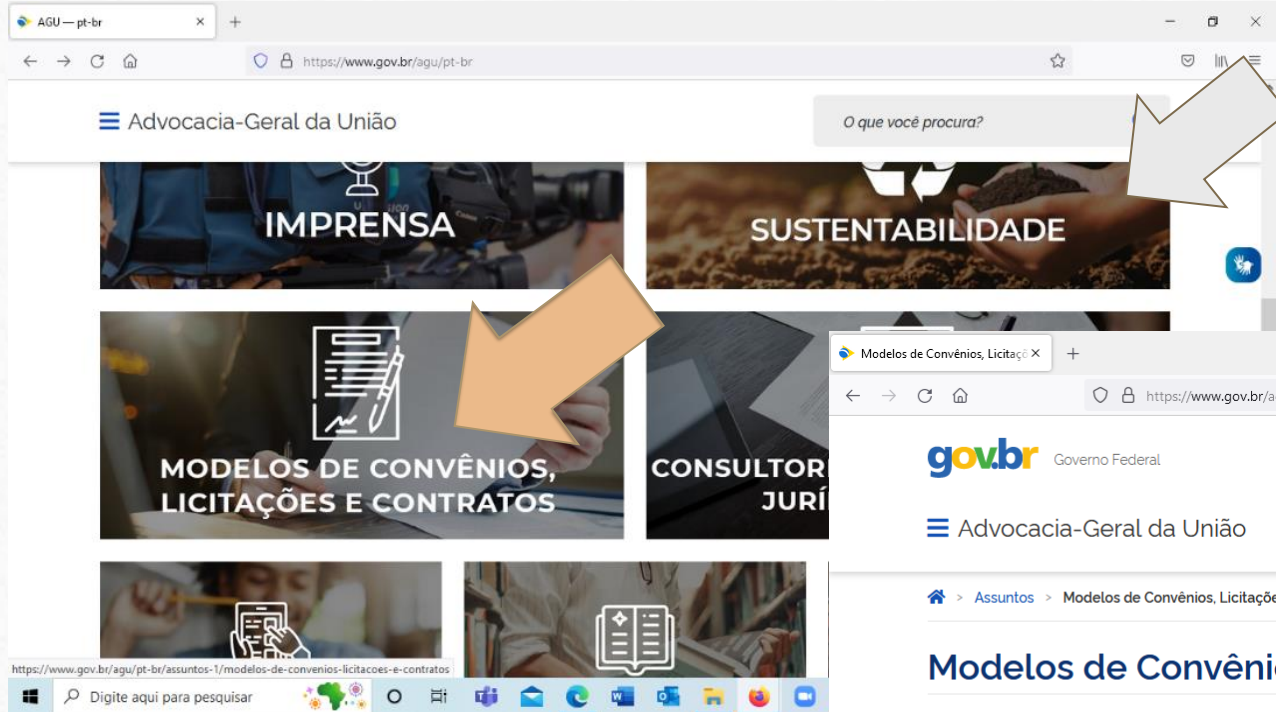 AGU — pt-br
https://www.gov.br/agu/pt-br
Advocacia-Geral da União
O que você procura?
IMPRENSA
SUSTENTABILIDADE
MODELOS DE CONVÊNIOS,
LICITAÇÕES E CONTRATOS
CONSULTORI
JURÍ
https://www.gov.br/agu/pt-br/assuntos-1/modelos-de-convenios-licitacoes-e-contratos
Digite aqui para pesquisar
Modelos de Convênios, Licitaçõ
https://www.gov.br/a
gov.br Governo Federal
Advocacia-Geral da União
> Assuntos > Modelos de Convênios, Licitaçõe
Modelos de Convêni